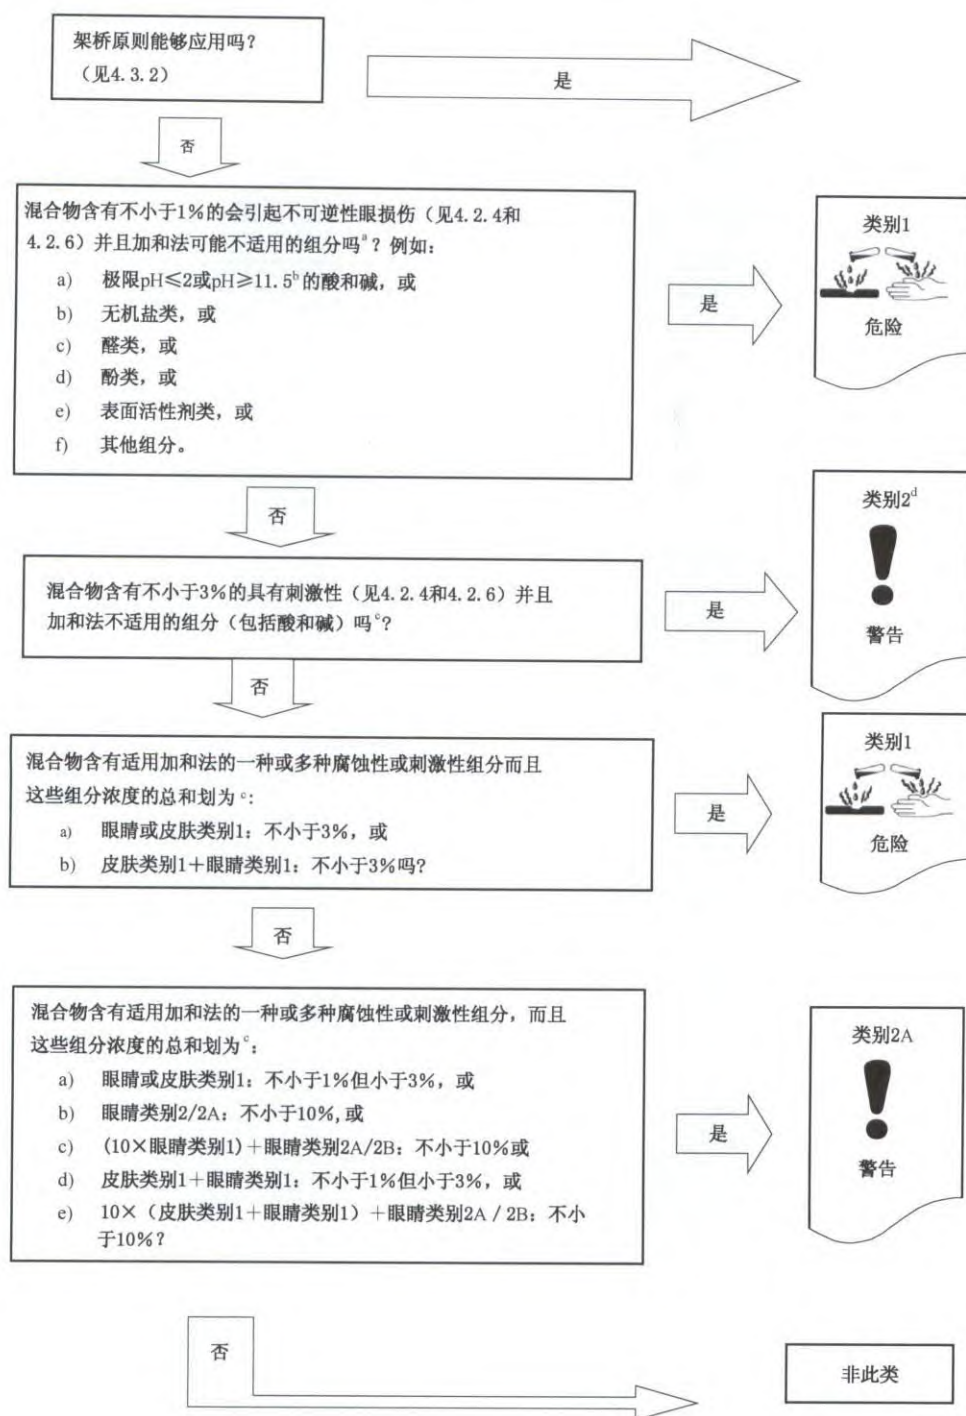 架桥原则能够应用吗？
（见4.3.2）
是
否
混合物含有不小于1%的会引起不可逆性眼损伤（见4.2.4和
4.2.6）并且加和法可能不适用的组分吗a？例如：
a) 极限pH≤2或pH≥11.5b的酸和碱，或
b) 无机盐类，或
c) 醛类，或
d) 酚类，或
e) 表面活性剂类，或
f) 其他组分。
是
类别1
危险
否
混合物含有不小于3%的具有刺激性（见4.2.4和4.2.6）并且
加和法不适用的组分（包括酸和碱）吗c？
是
类别2d
警告
否
混合物含有适用加和法的一种或多种腐蚀性或刺激性组分而且
这些组分浓度的总和划为c：
a) 眼睛或皮肤类别1：不小于3%，或
b) 皮肤类别1＋眼睛类别1：不小于3%吗？
是
类别1
危险
否
混合物含有适用加和法的一种或多种腐蚀性或刺激性组分，而且
这些组分浓度的总和划为c：
a) 眼睛或皮肤类别1：不小于1%但小于3%，或
b) 眼睛类别2/2A：不小于10%,或
c) (10×眼睛类别1)＋眼睛类别2A/2B：不小于10%或
d) 皮肤类别1＋眼睛类别1：不小于1%但小于3%，或
e) 10×（皮肤类别1＋眼睛类别1）＋眼睛类别2A / 2B：不小
于10%？
是
类别2A
警告
否
非此类